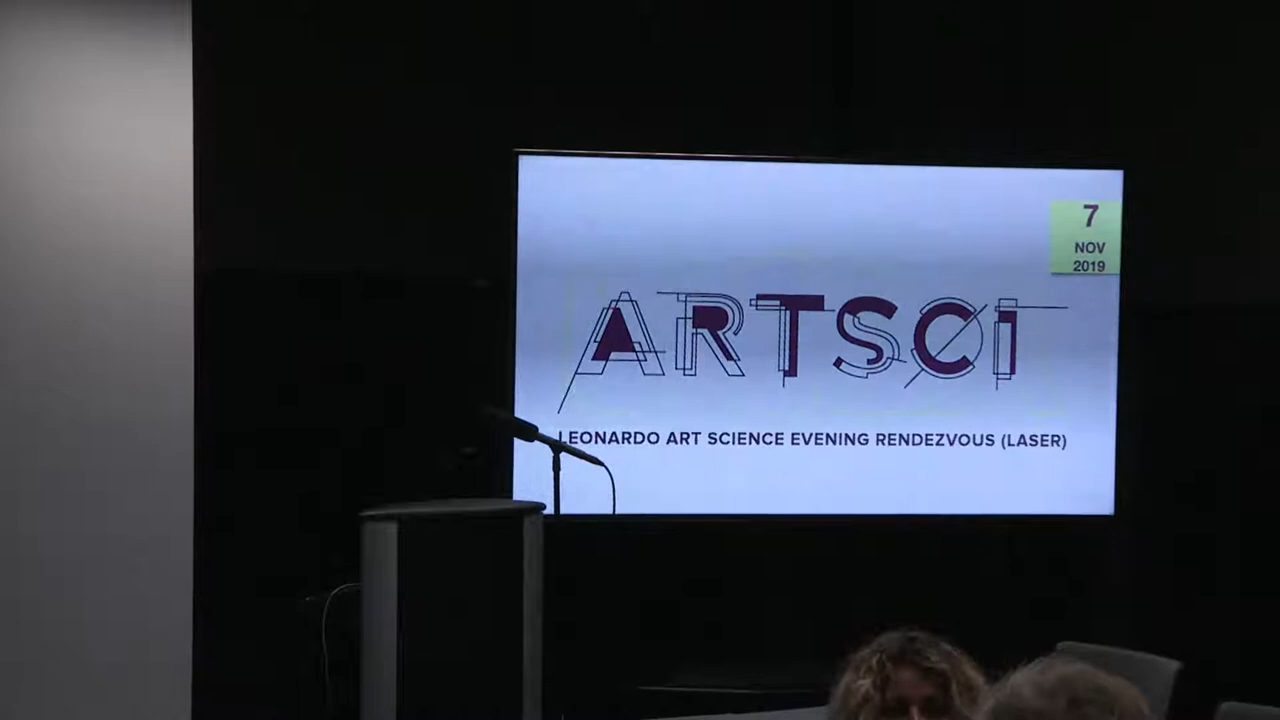 7
NOV
2019
ARTSCI
LEONARDO ART SCIENCE EVENING RENDEZVOUS (LASER)